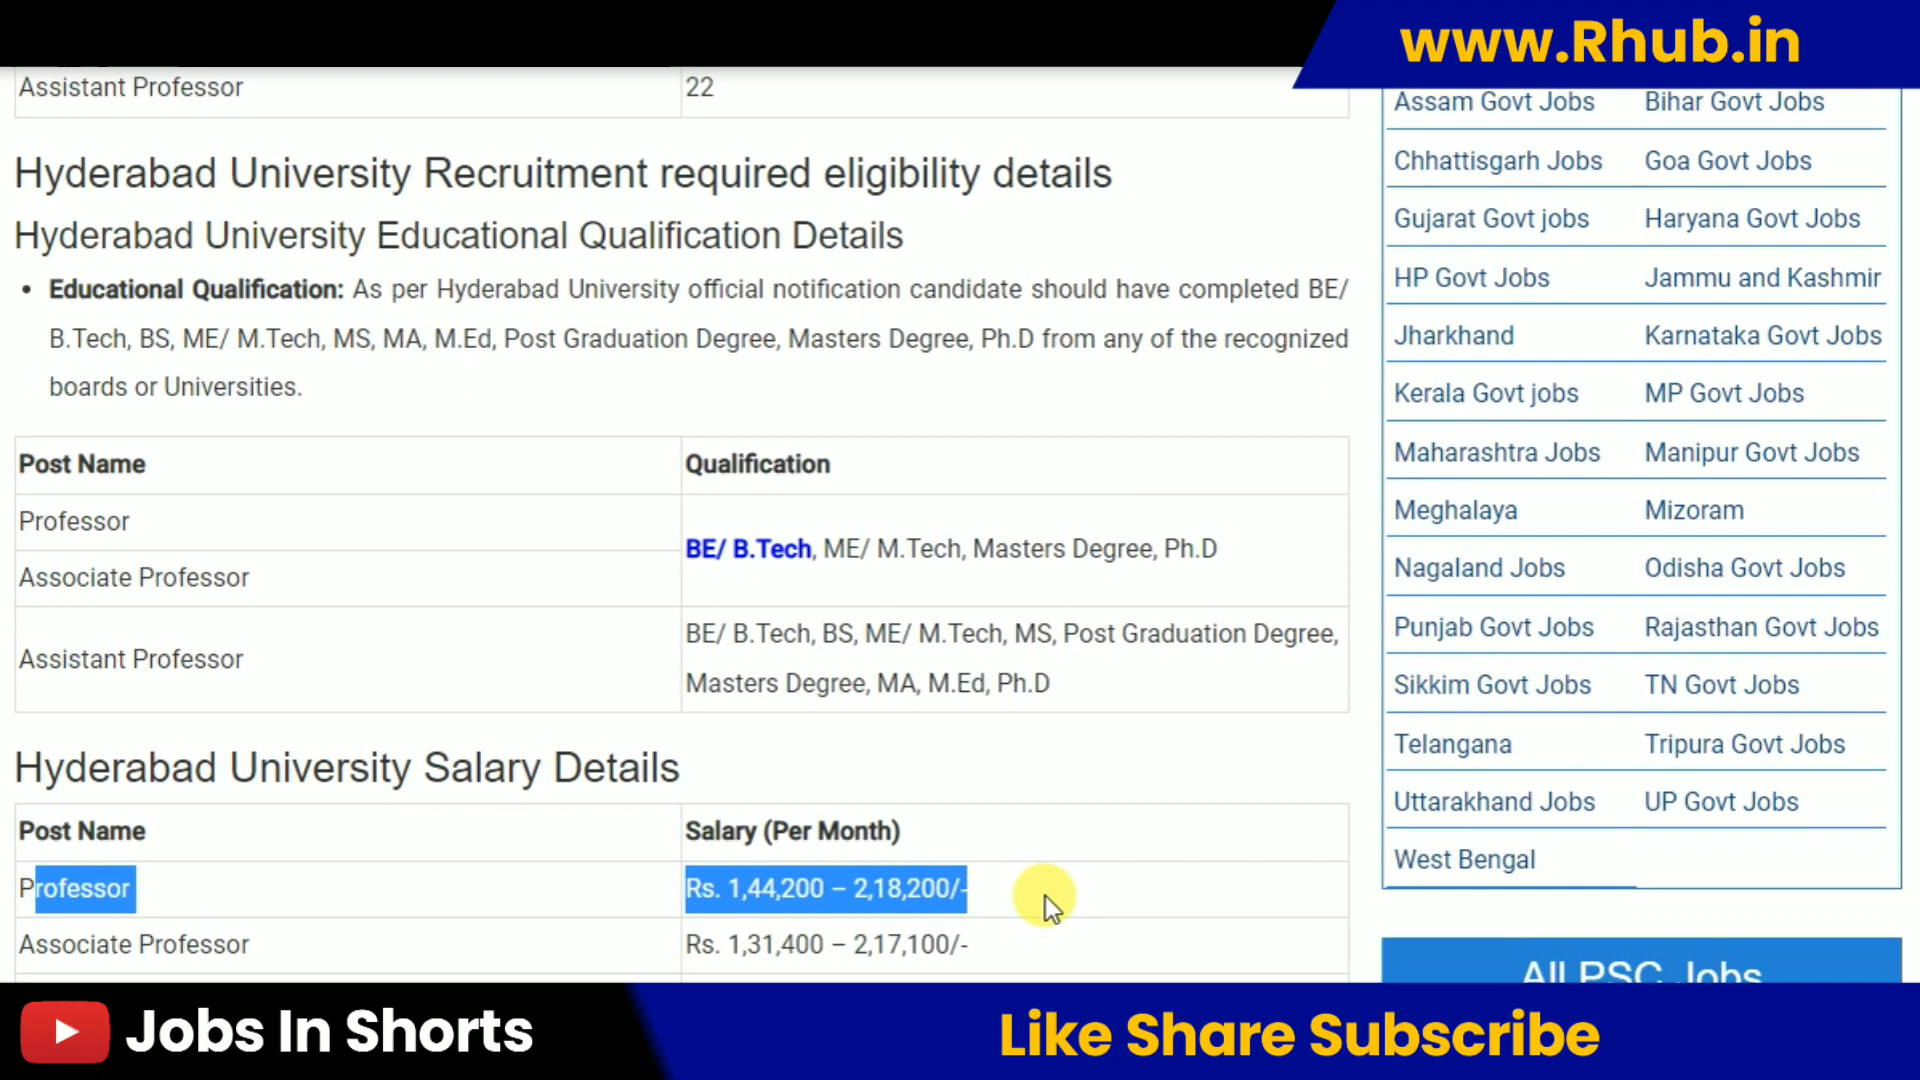 www.Rhub.in
Assistant Professor 22
Hyderabad University Recruitment required eligibility details
Hyderabad University Educational Qualification Details
• Educational Qualification: As per Hyderabad University official notification candidate should have completed BE/
B.Tech, BS, ME/ M.Tech, MS, MA, M.Ed, Post Graduation Degree, Masters Degree, Ph.D from any of the recognized
boards or Universities.
Post Name Qualification
Professor
BE/ B.Tech, ME/ M.Tech, Masters Degree, Ph.D
Associate Professor
Assistant Professor
BE/ B.Tech, BS, ME/ M.Tech, MS, Post Graduation Degree,
Masters Degree, MA, M.Ed, Ph.D
Hyderabad University Salary Details
Post Name Salary (Per Month)
Professor Rs. 1,44,200 – 2,18,200/-
Associate Professor Rs. 1,31,400 – 2,17,100/-
Assam Govt Jobs Bihar Govt Jobs
Chhattisgarh Jobs Goa Govt Jobs
Gujarat Govt jobs Haryana Govt Jobs
HP Govt Jobs Jammu and Kashmir
Jharkhand Karnataka Govt Jobs
Kerala Govt jobs MP Govt Jobs
Maharashtra Jobs Manipur Govt Jobs
Meghalaya Mizoram
Nagaland Jobs Odisha Govt Jobs
Punjab Govt Jobs Rajasthan Govt Jobs
Sikkim Govt Jobs TN Govt Jobs
Telangana Tripura Govt Jobs
Uttarakhand Jobs UP Govt Jobs
West Bengal
All PSC Jobs
Jobs In Shorts
Like Share Subscribe